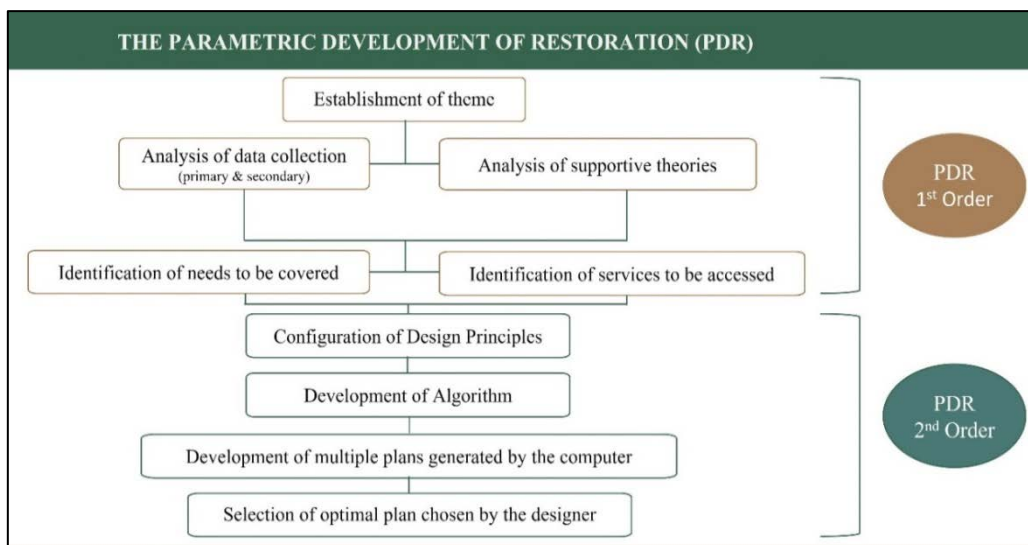 THE PARAMETRIC DEVELOPMENT OF RESTORATION (PDR)
Establishment of theme
Analysis of data collection
(primary & secondary)
Analysis of supportive theories
PDR
1st Order
Identification of needs to be covered
Identification of services to be accessed
Configuration of Design Principles
Development of Algorithm
PDR
2nd Order
Development of multiple plans generated by the computer
Selection of optimal plan chosen by the designer